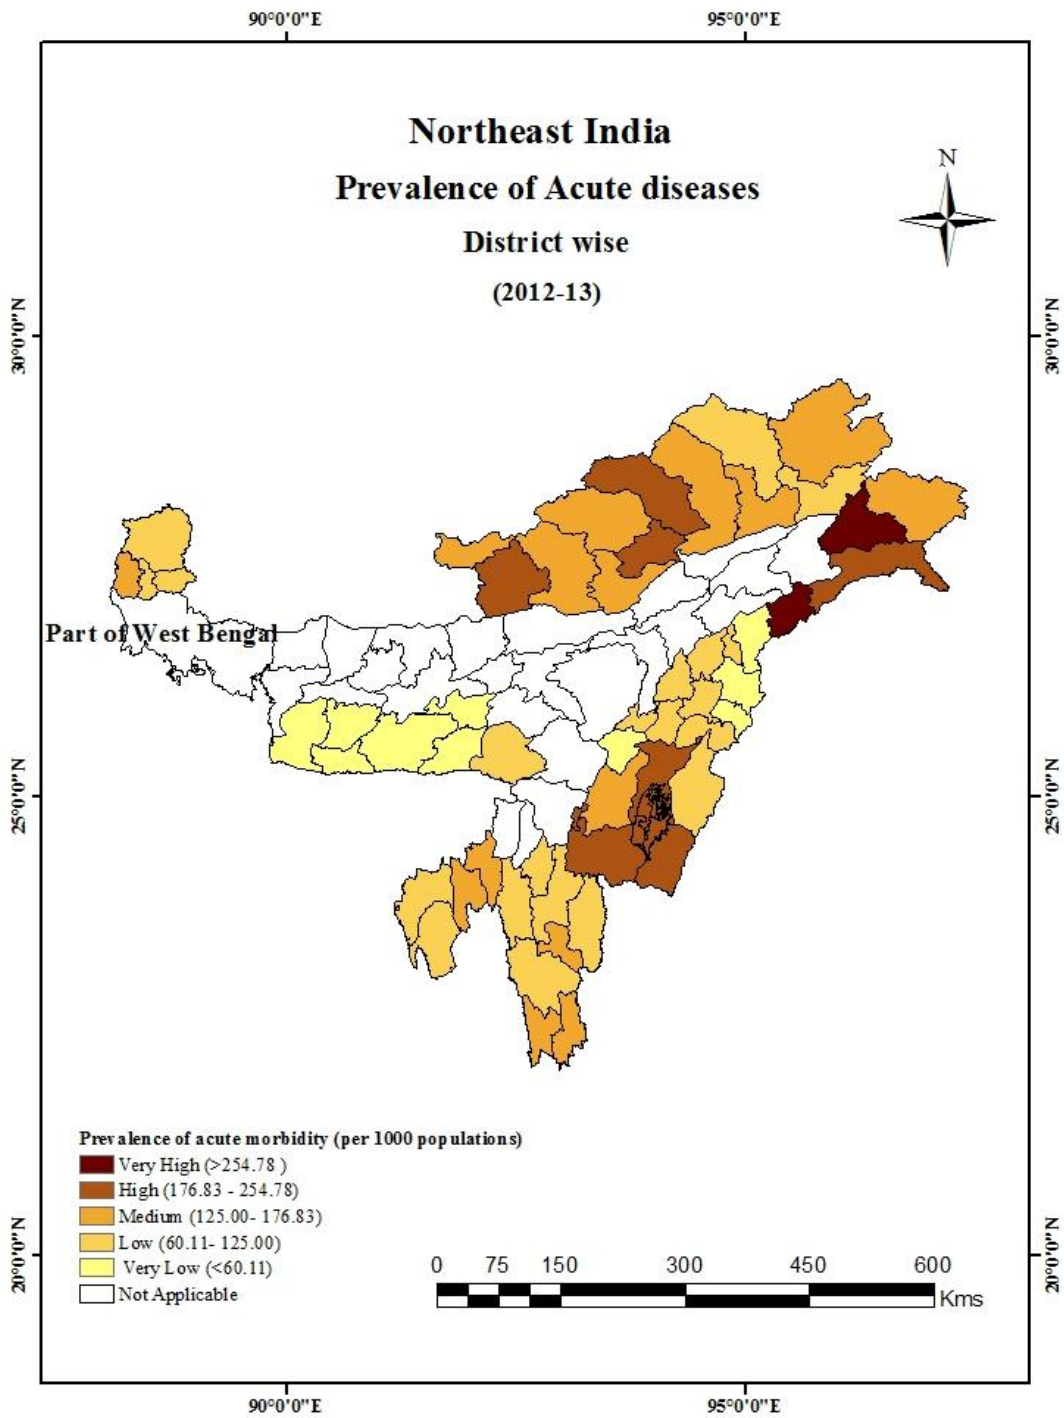 90°0'0"E
95°0'0"E
Northeast India
Prevalence of Acute diseases
District wise
(2012-13)
N
30°0'0"N
30°0'0"N
Part of West Bengal
25°0'0"N
25°0'0"N
Prevalence of acute morbidity (per 1000 populations)
Very High (>254.78 )
High (176.83 - 254.78)
Medium (125.00- 176.83)
Low (60.11- 125.00)
Very Low (<60.11)
Not Applicable
20°0'0"N
20°0'0"N
0 75 150 300 450 600
Kms
90°0'0"E
95°0'0"E